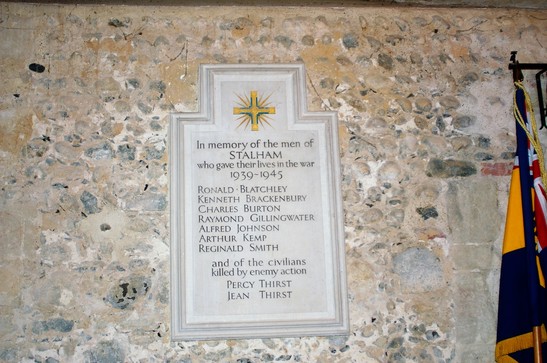 In memory of the men of
STALHAM
who gave their lives in the war
1939-1945
RONALD BLATCHLEY
KENNETH BRACKENBURY
CHARLES BURTON
RAYMOND GILLINGWATER
ALFRED JOHNSON
ARTHUR KEMP
REGINALD SMITH
and of the civilians
killed by enemy action
PERCY THIRST
JEAN THIRST